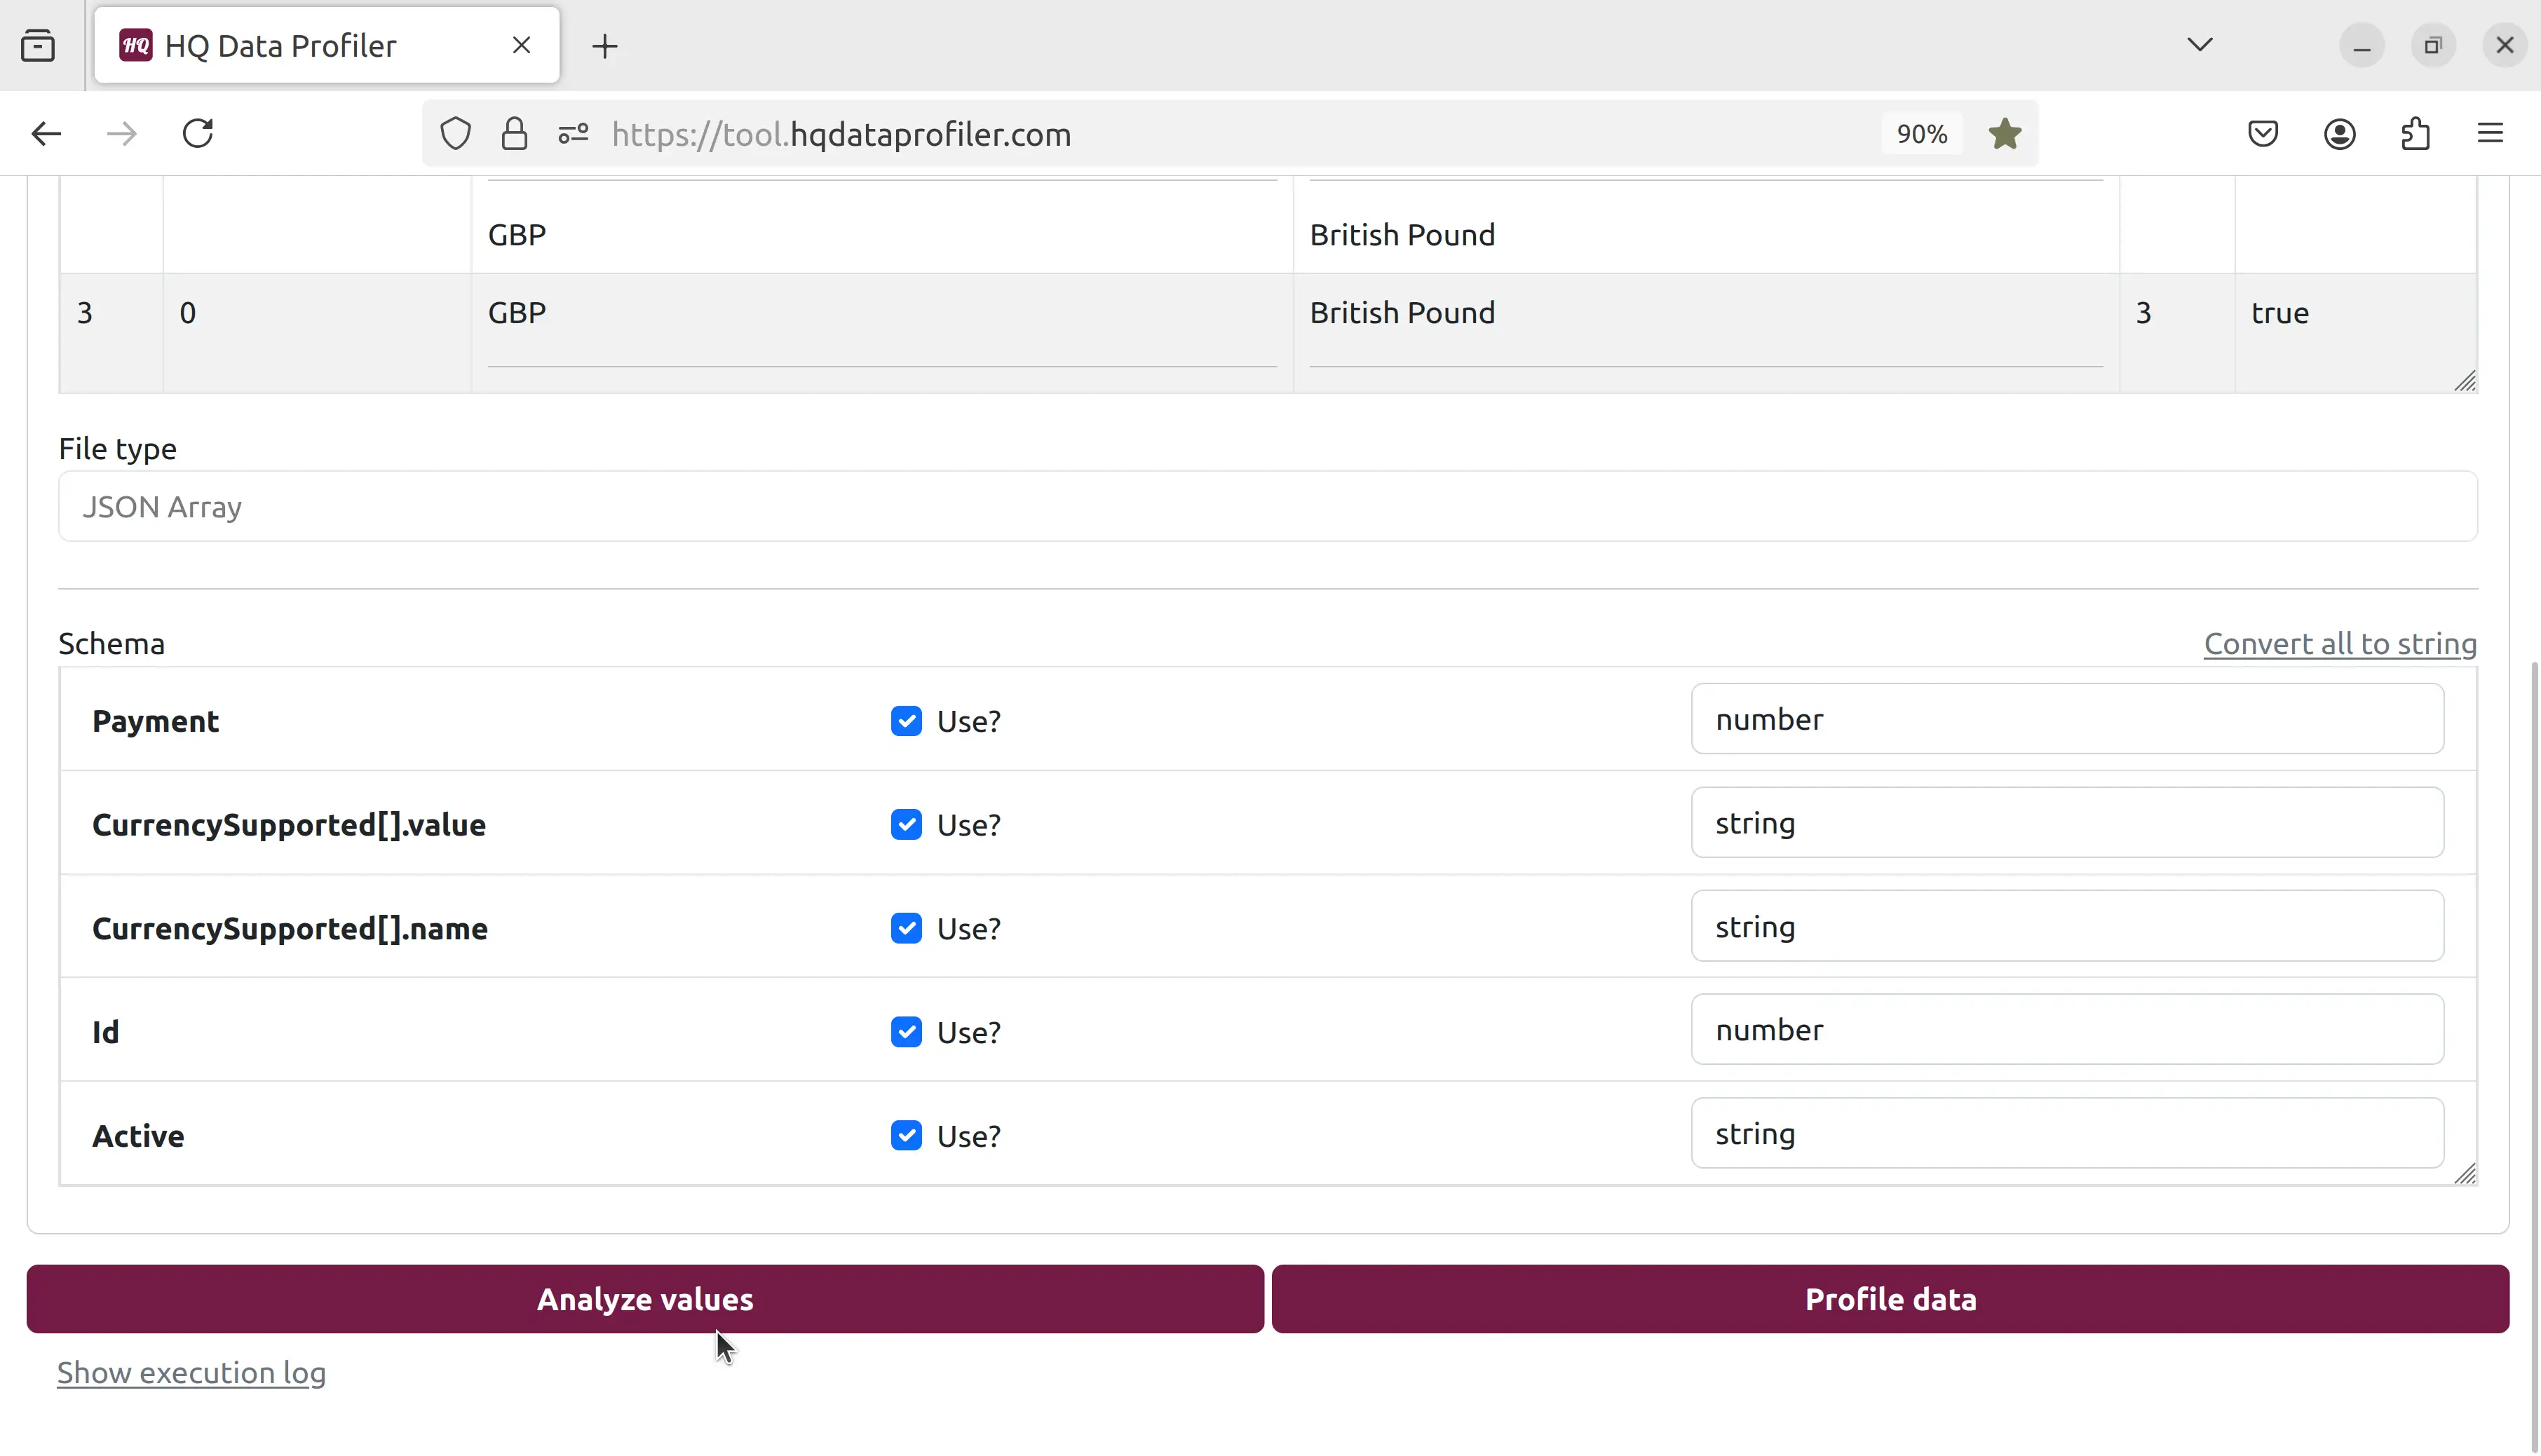 HQ HQ Data Profiler
https://tool.hqdataprofiler.com 90%
GBP British Pound
3 0 GBP British Pound 3 true
File type
JSON Array
Schema Convert all to string
Payment Use? number
CurrencySupported[].value Use? string
CurrencySupported[].name Use? string
Id Use? number
Active Use? string
Analyze values Profile data
Show execution log